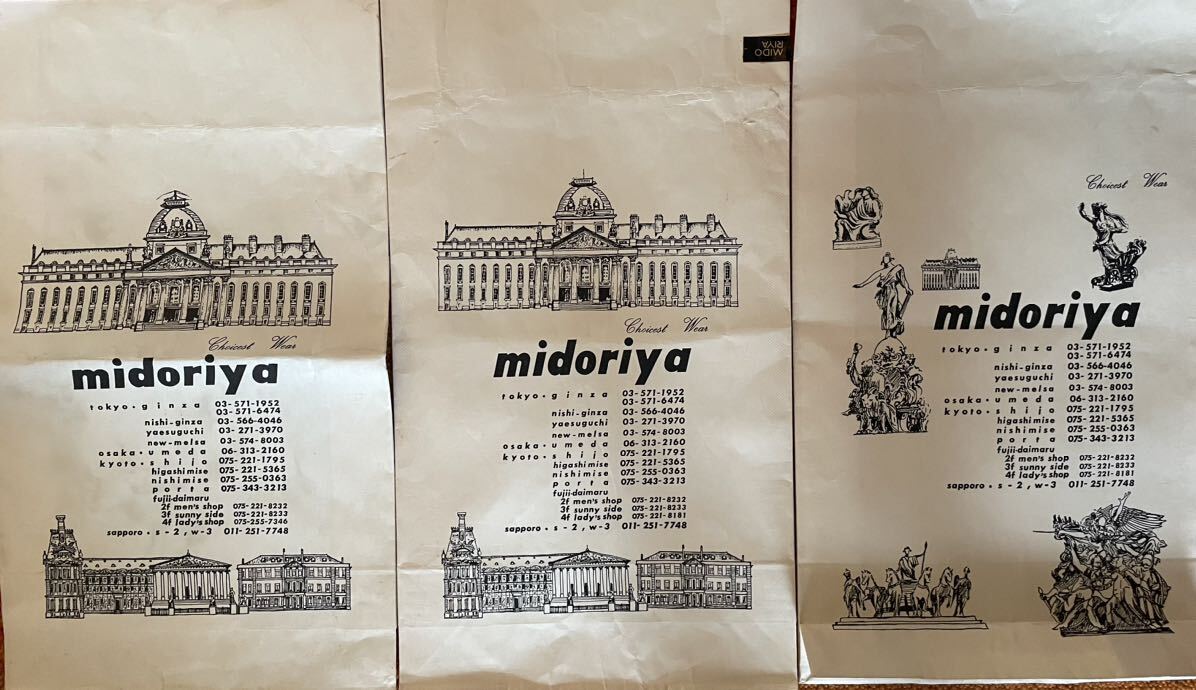 Choicest Wear
midoriya
tokyo・ginza 03-571-1952
03-571-6474
nishi-ginza 03-566-4046
yaesuguchi 03-271-3970
new-melsa 03-574-8003
osaka・umeda 06-313-2160
kyoto・shijo 075-221-1795
higashimise 075-221-5365
nishimise 075-255-0363
porta 075-343-3213
fujii-daimaru
2f men's shop 075-221-8232
3f sunny side 075-221-8233
4f lady's shop 075-255-7346
sapporo・s-2,w-3 011-251-7748
MIDO
RIYA
Choicest Wear
midoriya
tokyo・ginza 03-571-1952
03-571-6474
nishi-ginza 03-566-4046
yaesuguchi 03-271-3970
new-melsa 03-574-8003
osaka・umeda 06-313-2160
kyoto・shijo 075-221-1795
higashimise 075-221-5365
nishimise 075-255-0363
porta 075-343-3213
fujii-daimaru
2f men's shop 075-221-8232
3f sunny side 075-221-8233
4f lady's shop 075-221-8181
sapporo・s-2,w-3 011-251-7748
Choicest Wear
midoriya
tokyo・ginza 03-571-1952
03-571-6474
nishi-ginza 03-566-4046
yaesuguchi 03-271-3970
new-melsa 03-574-8003
osaka・umeda 06-313-2160
kyoto・shijo 075-221-1795
higashimise 075-221-5365
nishimise 075-255-0363
porta 075-343-3213
fujii-daimaru
2f men's shop 075-221-8232
3f sunny side 075-221-8233
4f lady's shop 075-221-8181
sapporo・s-2,w-3 011-251-7748